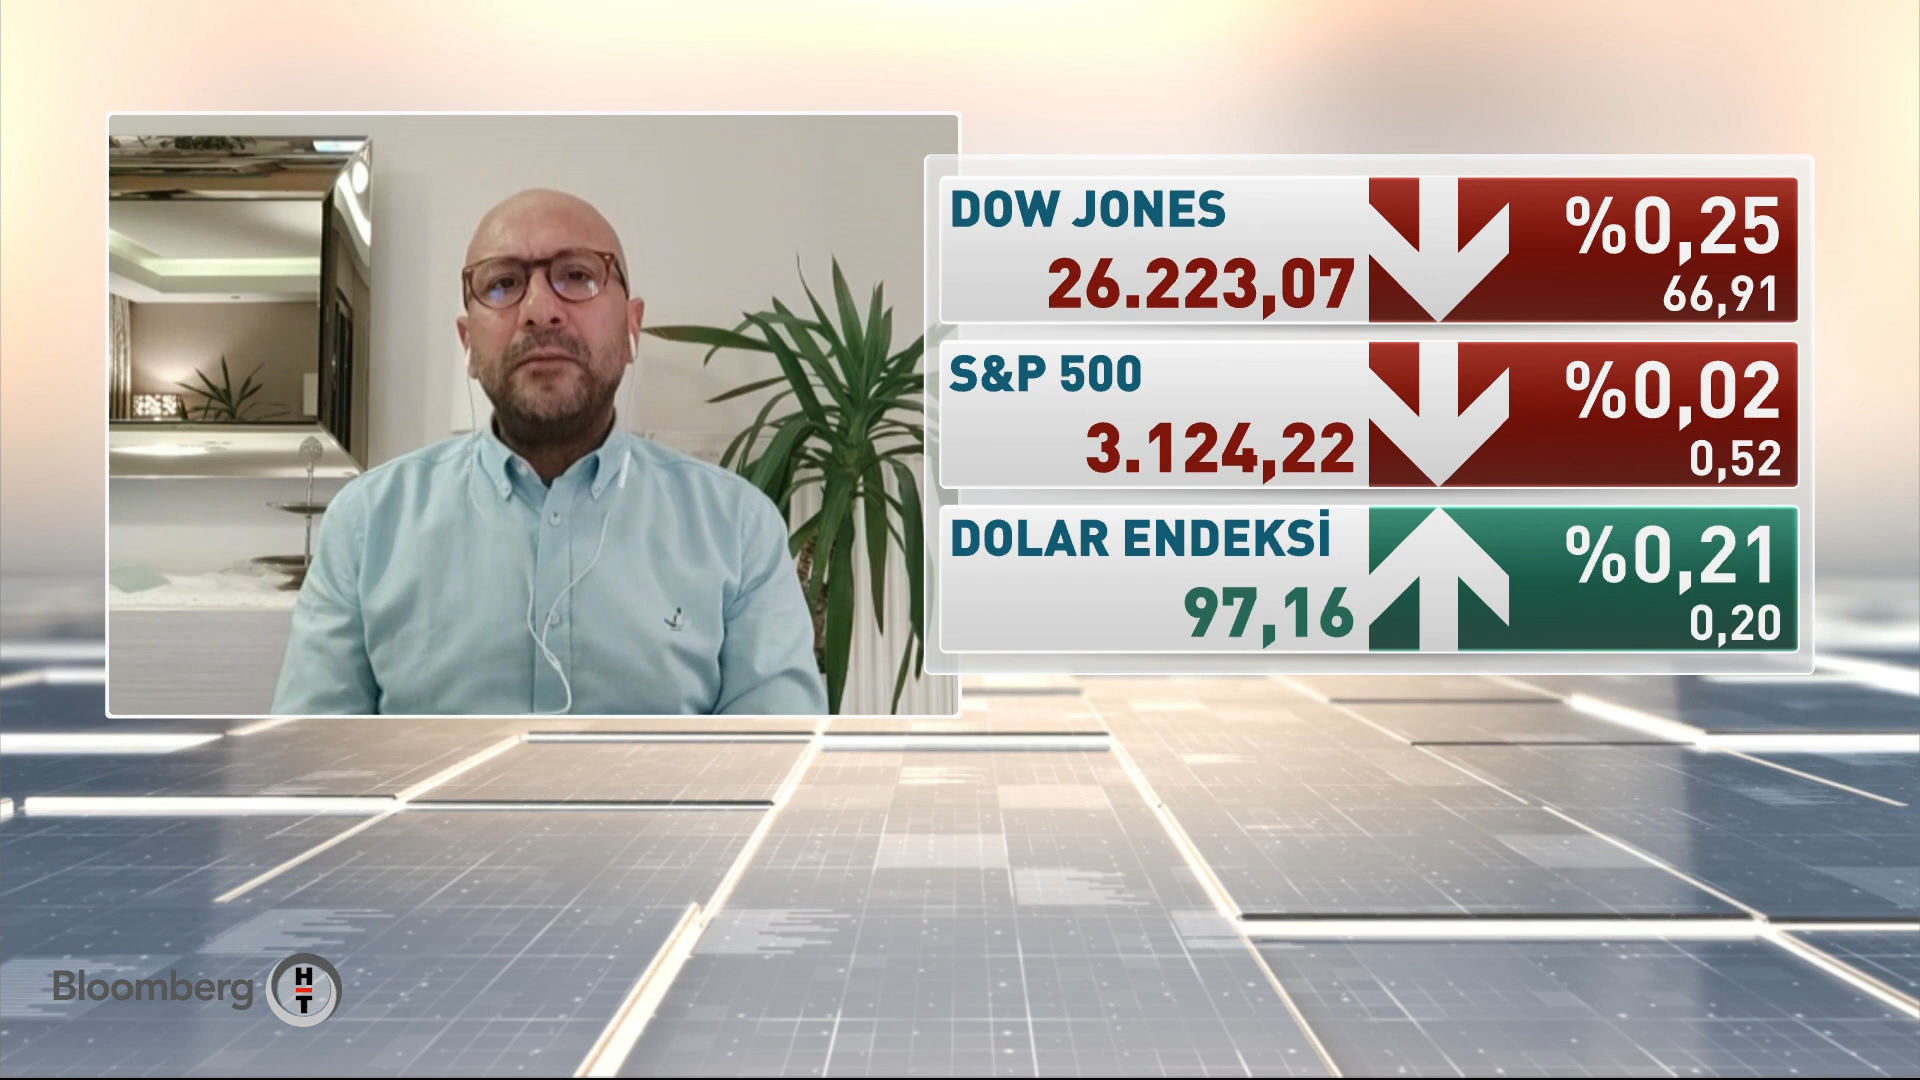 DOW JONES
26.223,07
%0,25
66,91
S&P 500
3.124,22
%0,02
0,52
DOLAR ENDEKSİ
97,16
%0,21
0,20
Bloomberg HT